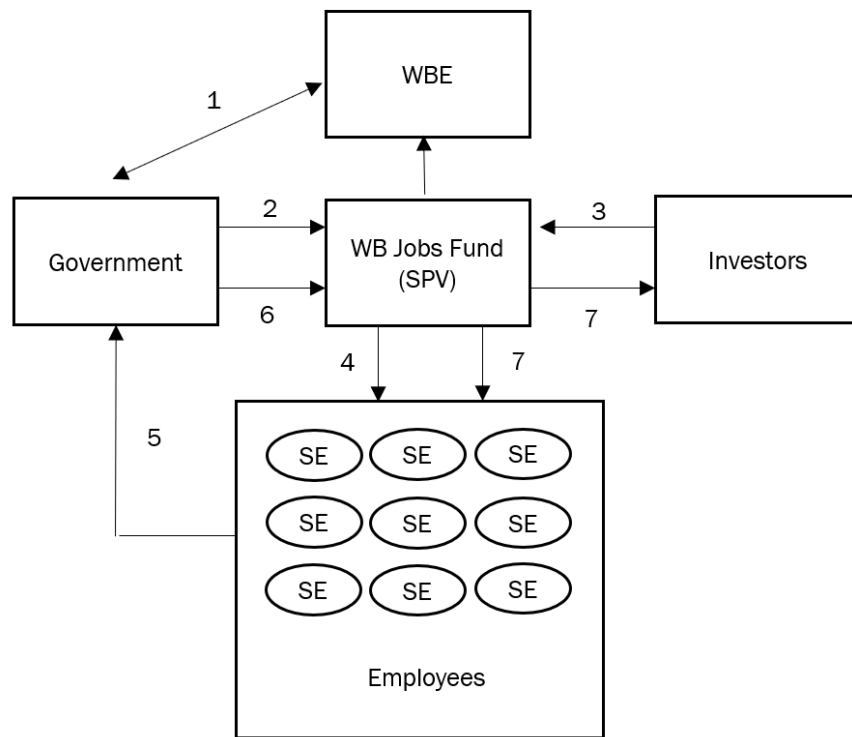 WBE
1
2
3
Government
WB Jobs Fund
(SPV)
Investors
6
7
4
7
5
SE SE SE
SE SE SE
SE SE SE
Employees